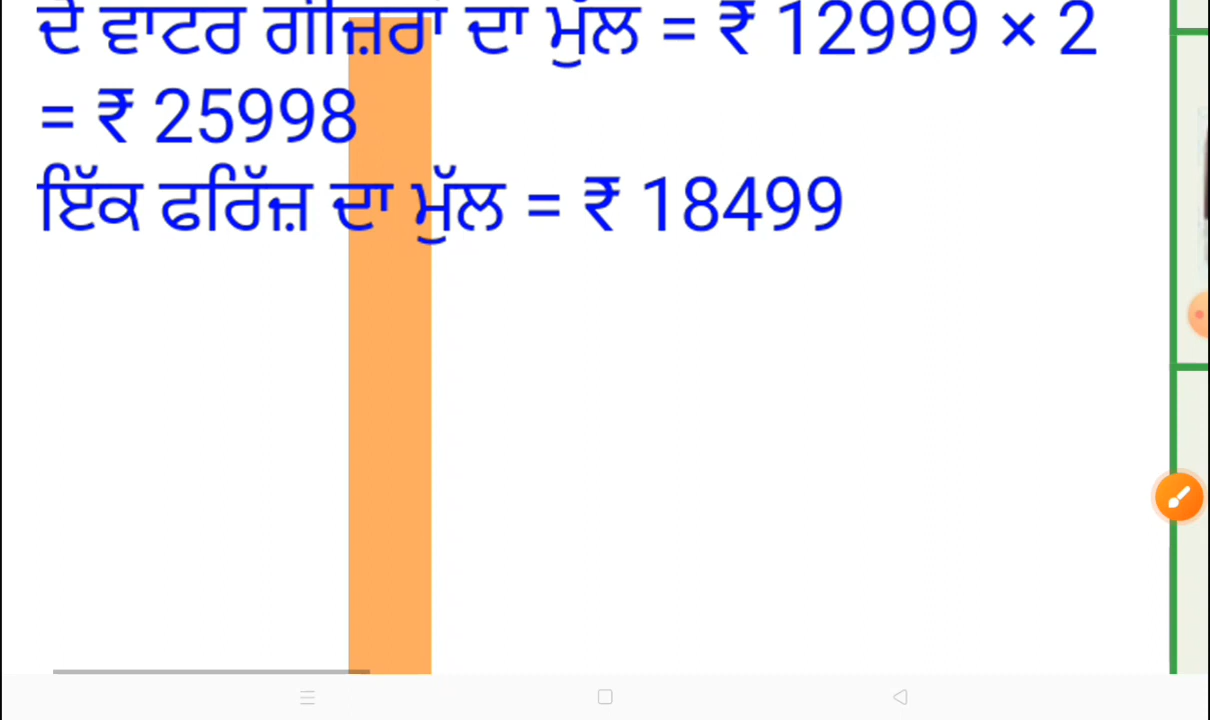 ਦੋ ਵਾਟਰ ਗੀਜ਼ਰਾਂ ਦਾ ਮੁੱਲ = ₹ 12999 × 2
= ₹ 25998
ਇੱਕ ਫਰਿੱਜ਼ ਦਾ ਮੁੱਲ = ₹ 18499